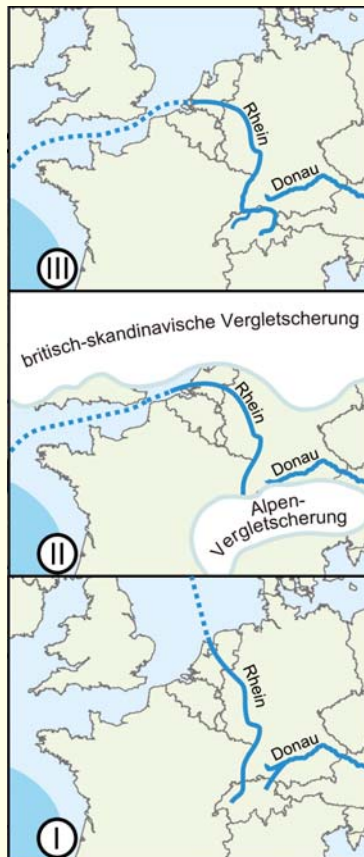 Rhein
Donau
III
britisch-skandinavische Vergletscherung
Rhein
Donau
Alpen-
Vergletscherung
II
Rhein
Donau
I